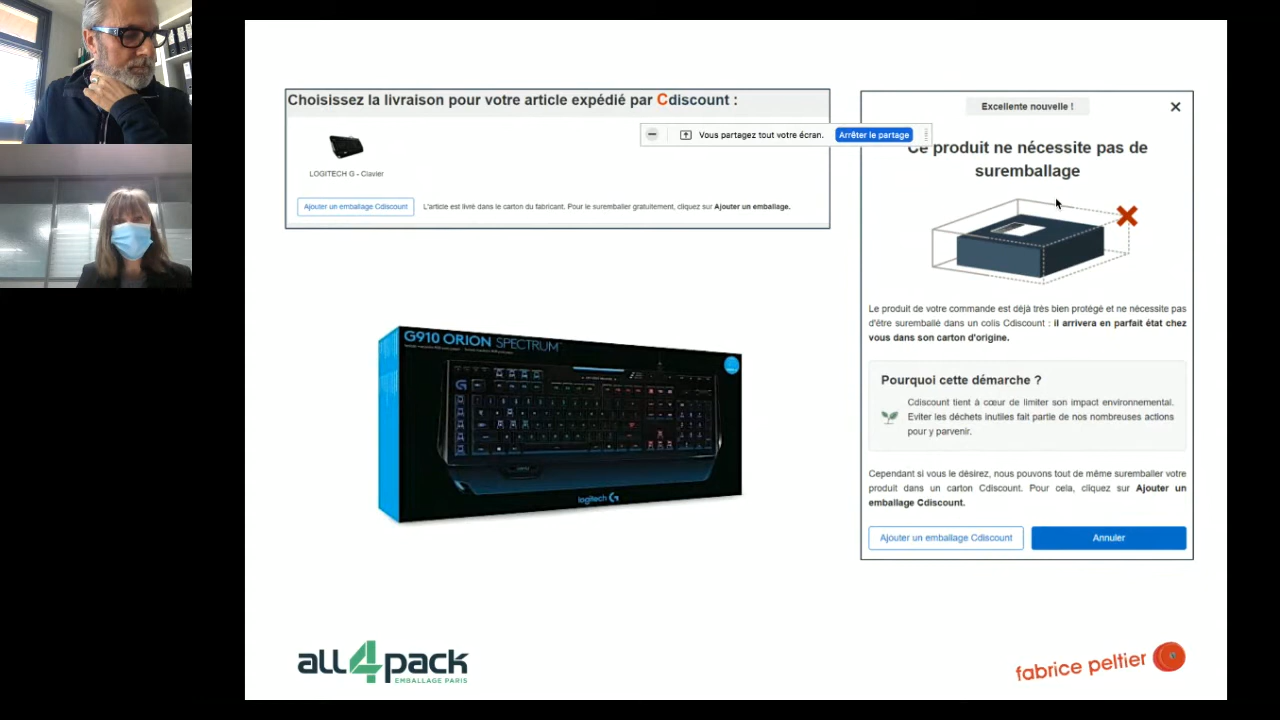 Choisissez la livraison pour votre article expédié par Cdiscount :
Vous partagez tout votre écran.
Arrêter le partage
LOGITECH G - Clavier
Ajouter un emballage Cdiscount
L'article est livré dans le carton du fabricant. Pour le suremballer gratuitement, cliquez sur Ajouter un emballage.
G910 ORION SPECTRUM
logitech G
Excellente nouvelle !
Ce produit ne nécessite pas de
suremballage
Le produit de votre commande est déjà très bien protégé et ne nécessite pas
d'être suremballé dans un colis Cdiscount : il arrivera en parfait état chez
vous dans son carton d'origine.
Pourquoi cette démarche ?
Cdiscount tient à cœur de limiter son impact environnemental.
Eviter les déchets inutiles fait partie de nos nombreuses actions
pour y parvenir.
Cependant si vous le désirez, nous pouvons tout de même suremballer votre
produit dans un carton Cdiscount. Pour cela, cliquez sur Ajouter un
emballage Cdiscount.
Ajouter un emballage Cdiscount
Annuler
all4pack
EMBALLAGE PARIS
fabrice peltier